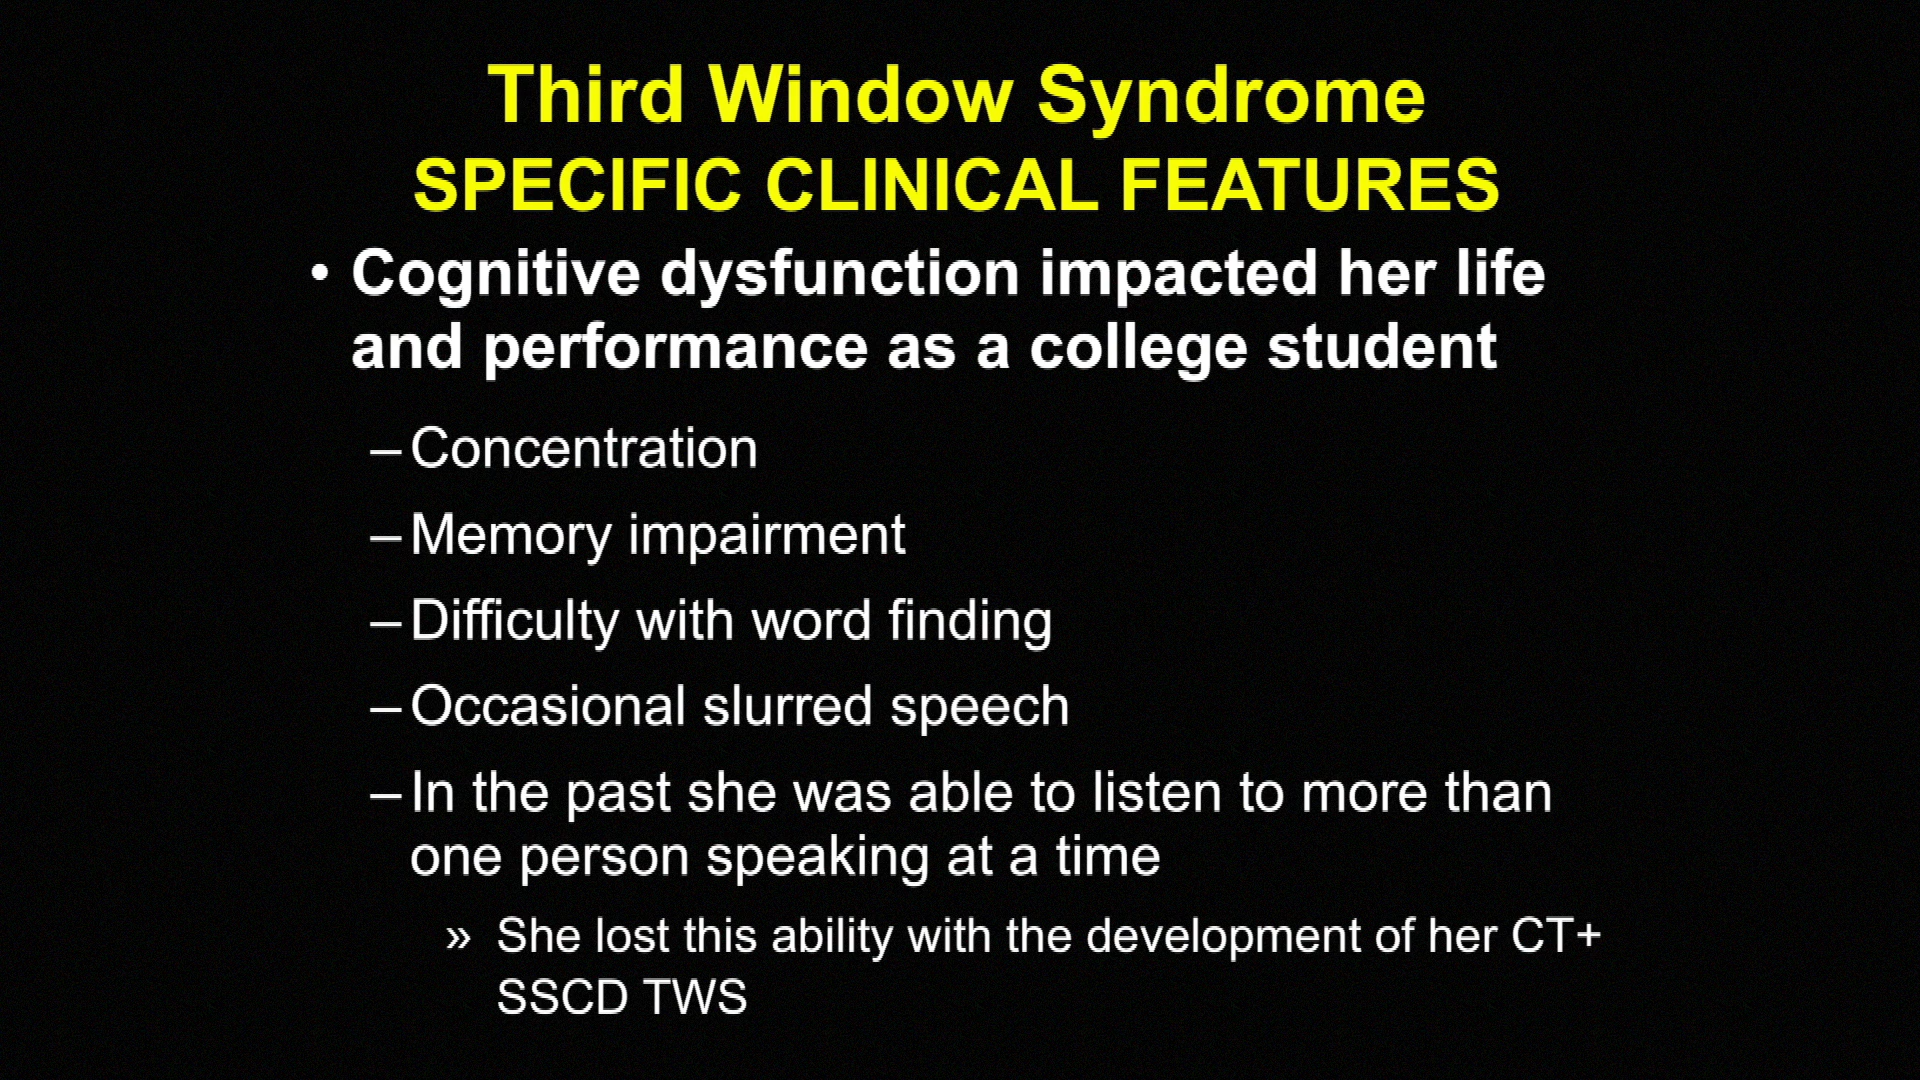 Third Window Syndrome
SPECIFIC CLINICAL FEATURES
• Cognitive dysfunction impacted her life
and performance as a college student
– Concentration
– Memory impairment
– Difficulty with word finding
– Occasional slurred speech
– In the past she was able to listen to more than
one person speaking at a time
» She lost this ability with the development of her CT+
SSCD TWS